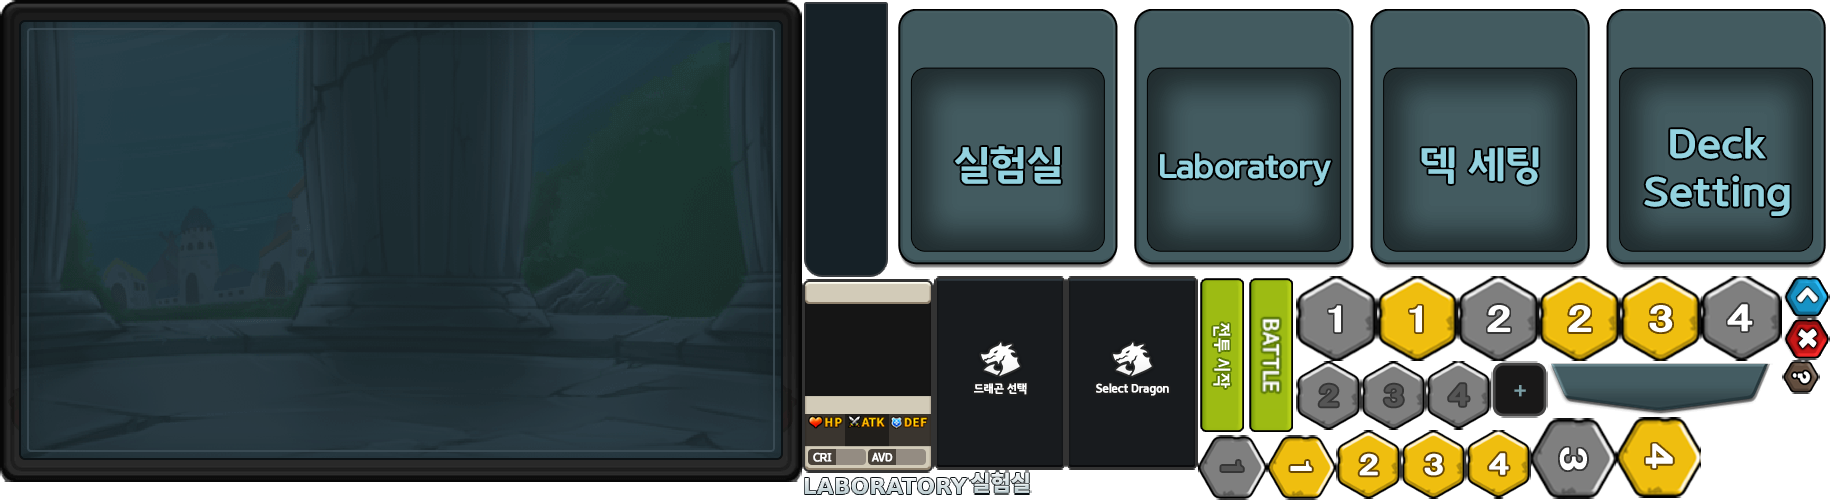 실험실
Laboratory
덱 세팅
Deck
Setting
HP ATK DEF
CRI AVD
드래곤 선택
Select Dragon
전투 시작
BATTLE
1 1 2 2 3 4
2 3 4 +
?
1 1 2 3 4 3 4
LABORATORY 실험실